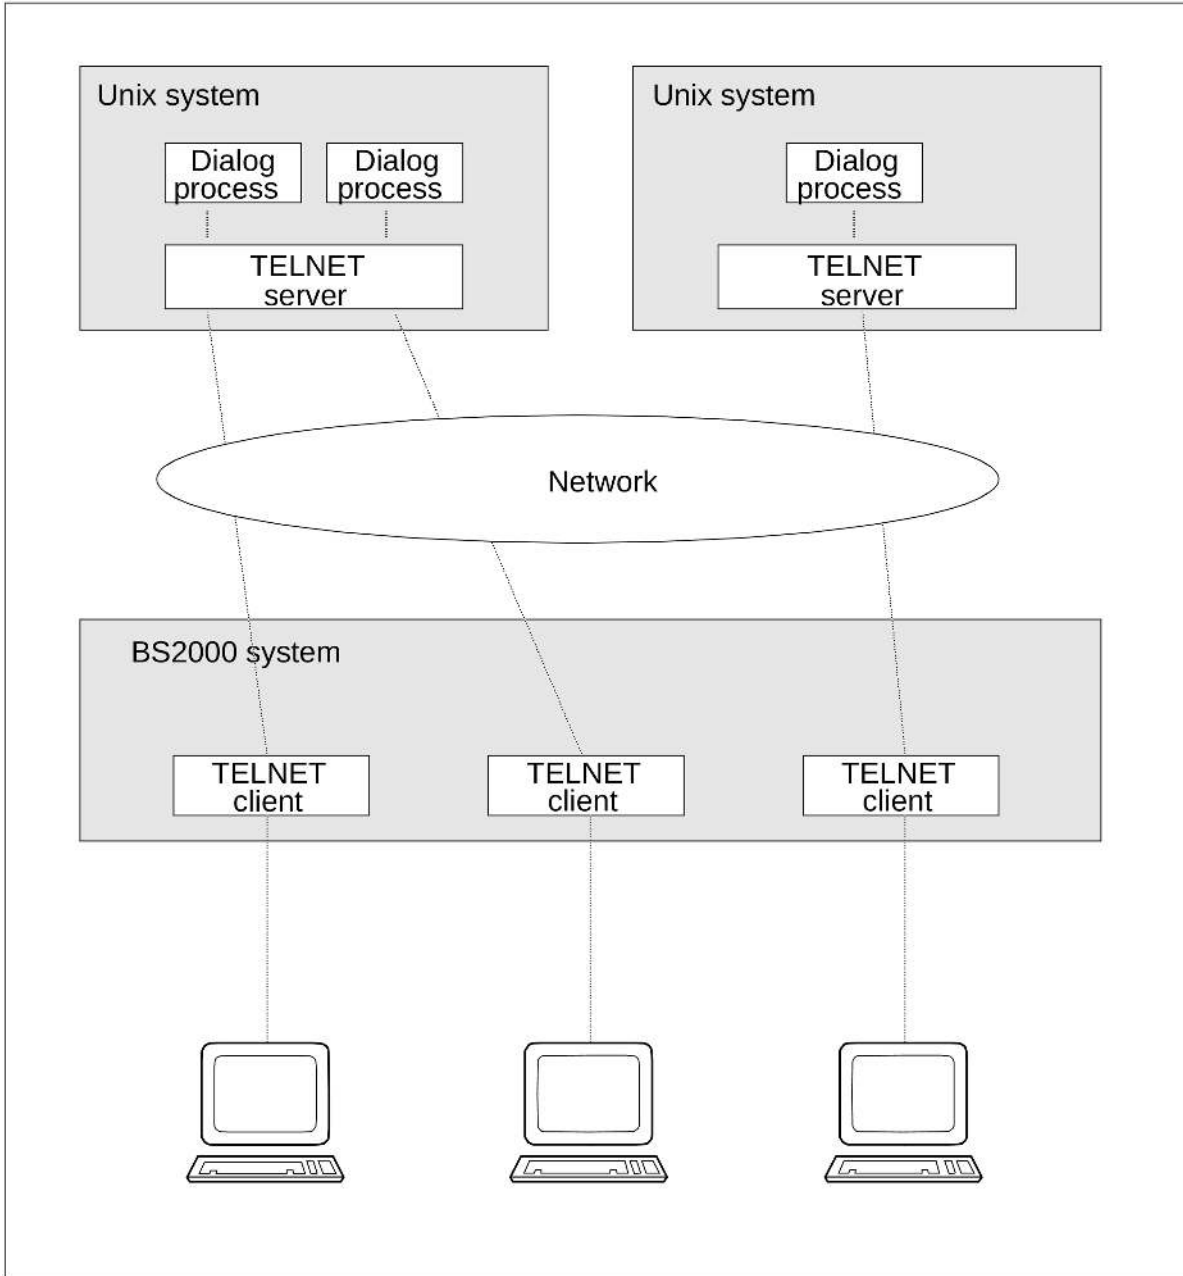 Unix system
Unix system
Dialog
process
Dialog
process
Dialog
process
TELNET
server
TELNET
server
Network
BS2000 system
TELNET
client
TELNET
client
TELNET
client